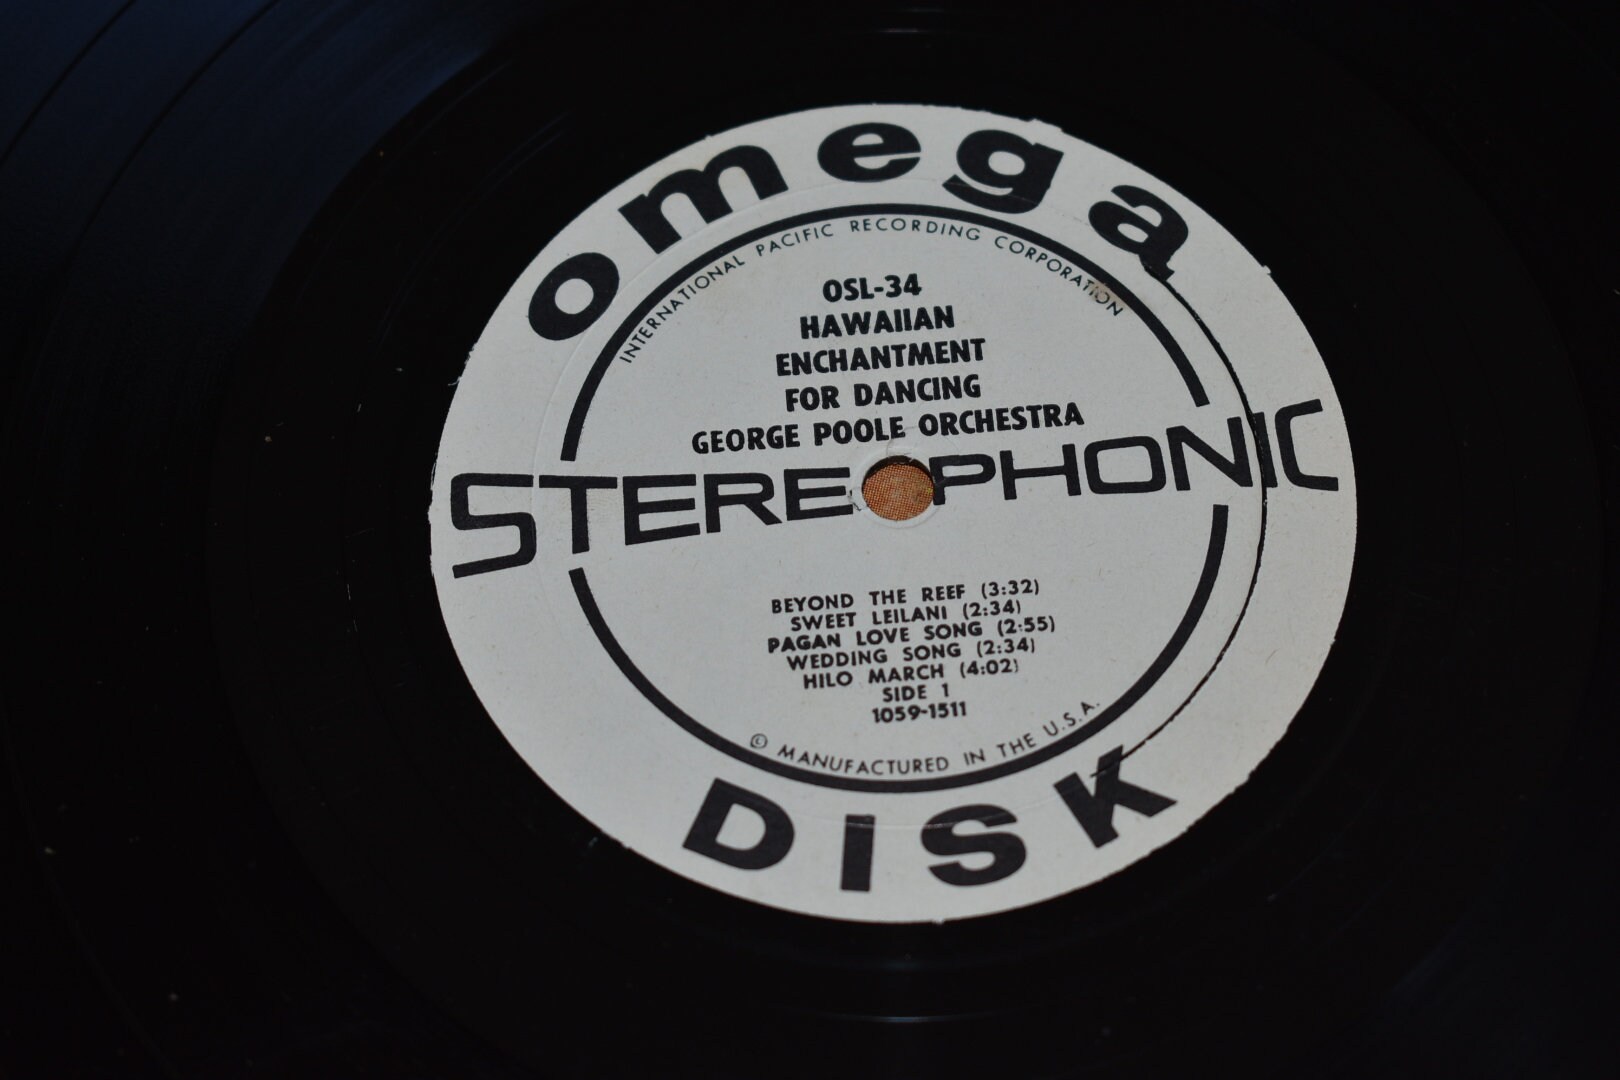 omega
INTERNATIONAL PACIFIC RECORDING CORPORATION
OSL-34
HAWAIIAN
ENCHANTMENT
FOR DANCING
GEORGE POOLE ORCHESTRA
STEREOPHONIC
BEYOND THE REEF (3:32)
SWEET LEILANI (2:34)
PAGAN LOVE SONG (2:55)
WEDDING SONG (2:34)
HILO MARCH (4:02)
SIDE 1
1059-1511
© MANUFACTURED IN THE U.S.A.
DISK